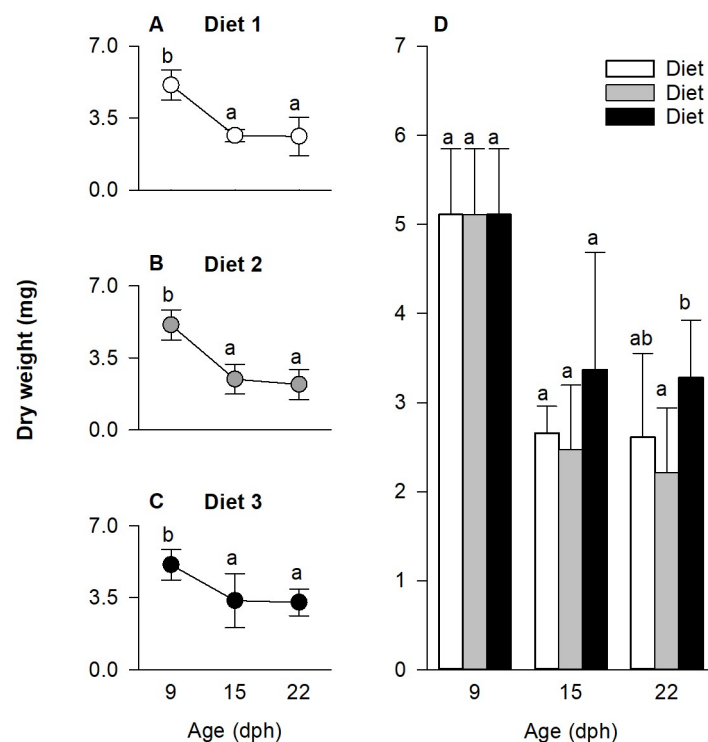 A Diet 1
7.0
3.5
0.0
b
a
a
B Diet 2
7.0
3.5
0.0
b
a
a
C Diet 3
7.0
3.5
0.0
b
a
a
9 15 22
Age (dph)
Dry weight (mg)
D
7
6
5
4
3
2
1
0
Diet
Diet
Diet
a a a
a a a
ab a b
9 15 22
Age (dph)